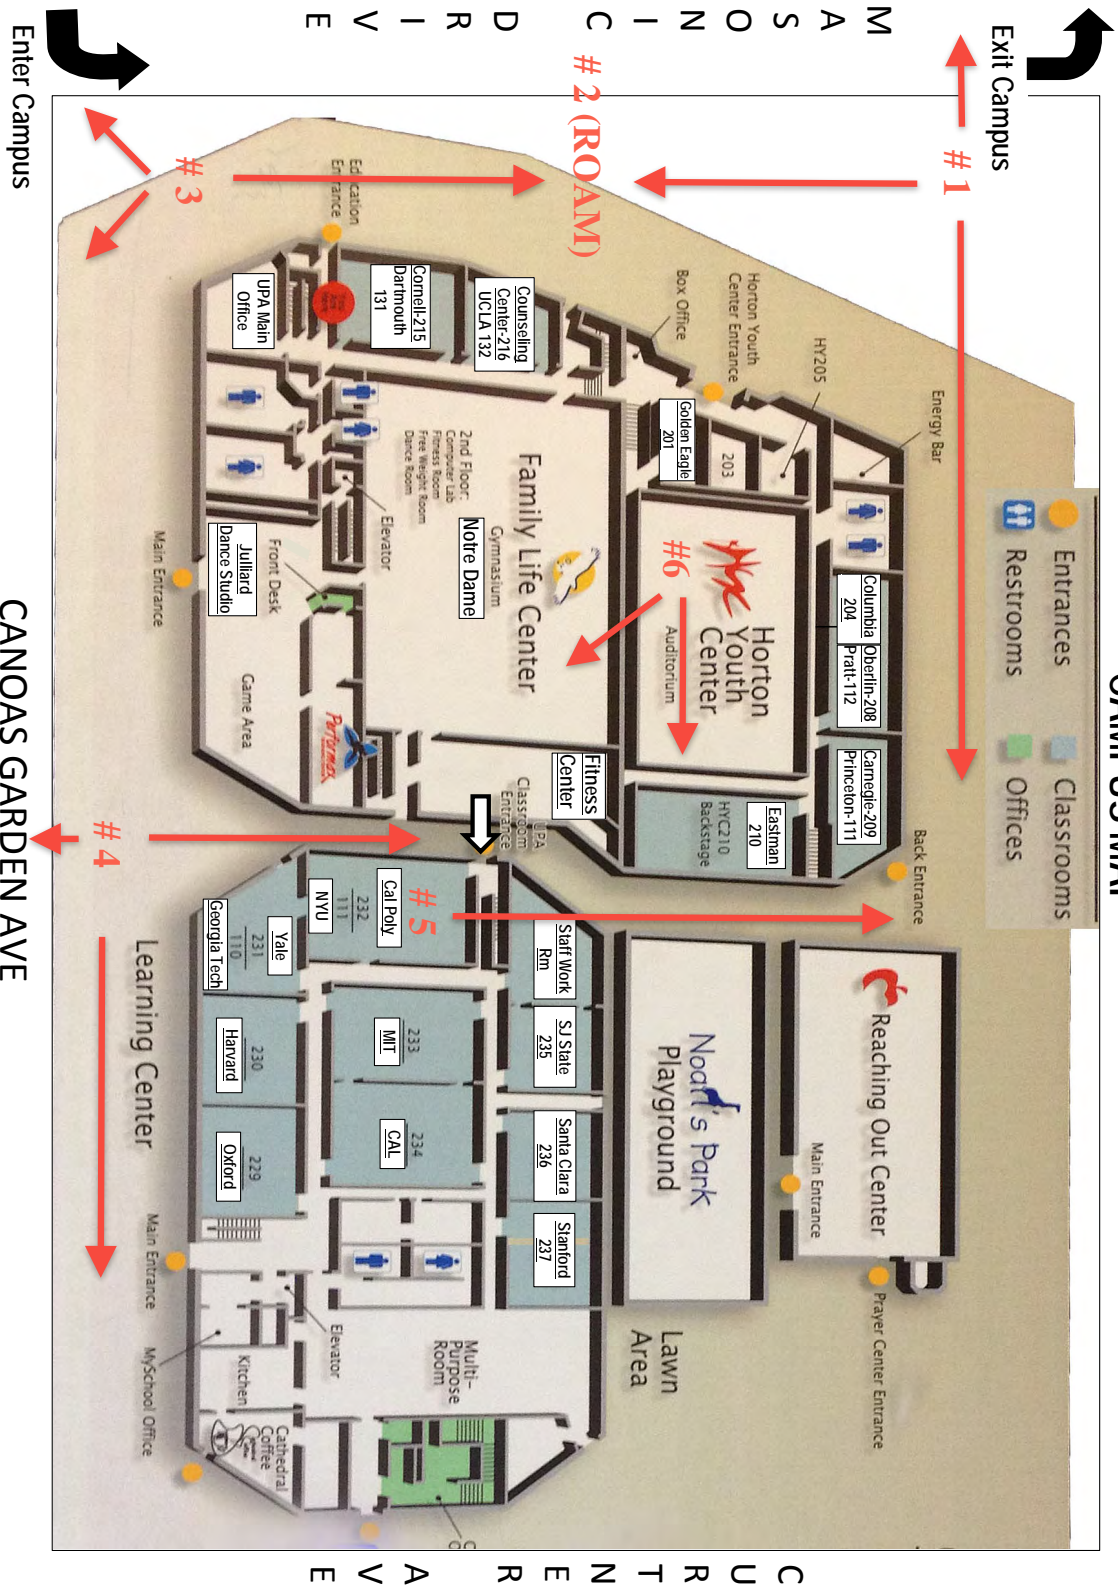 MASONIC DRIVE
Exit Campus
Enter Campus
CAMPUS MAP
CANOAS GARDEN AVE
CURTNER AVE
Entrances
Restrooms
Classrooms
Offices
# 1
# 2 (ROAM)
# 3
# 4
# 5
#6
Education
Entrance
UPA Main
Office
Cornell-215
Dartmouth
131
Counseling
Center-216
UCLA 132
Box Office
Horton Youth
Center Entrance
HY205
Energy Bar
Golden Eagle
201
203
Horton
Youth
Center
Auditorium
Columbia
204
Oberlin-208
Pratt-112
Carnegie-209
Princeton-111
Eastman
210
HYC210
Backstage
Back Entrance
Family Life Center
Gymnasium
Notre Dame
2nd Floor:
Computer Lab
Fitness Room
Free Weight Room
Dance Room
Elevator
Front Desk
Julliard
Dance Studio
Main Entrance
Game Area
Performax
Fitness
Center
UPA
Classroom
Entrance
Reaching Out Center
Main Entrance
Prayer Center Entrance
Noah's Park
Playground
Lawn
Area
Staff Work
Rm
SJ State
235
Santa Clara
236
Stanford
237
Cal Poly
232
111
NYU
Yale
231
110
Georgia Tech
233
MIT
234
CAL
230
Harvard
229
Oxford
Learning Center
Main Entrance
MySchool Office
Elevator
Kitchen
Multi-
Purpose
Room
Cathedral
Coffee